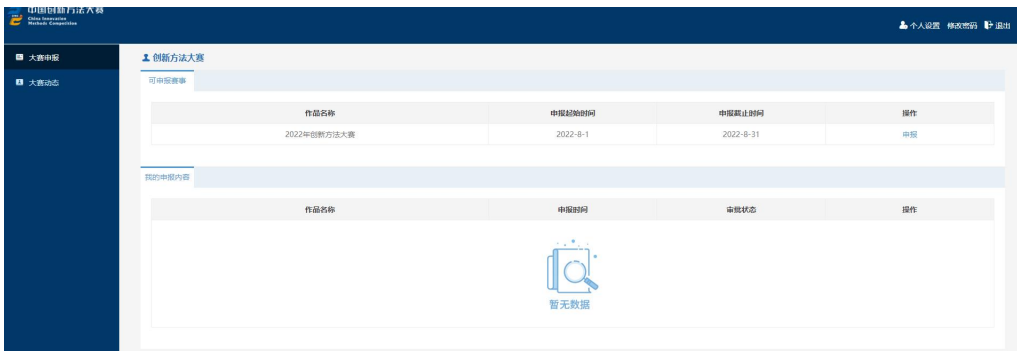 中国创新方法大赛
China Innovation
Methods Competition
个人设置 修改密码 退出
大赛申报
大赛动态
创新方法大赛
可申报赛事
作品名称 申报起始时间 申报截止时间 操作
2022年创新方法大赛 2022-8-1 2022-8-31 申报
我的申报内容
作品名称 申报时间 审批状态 操作
暂无数据